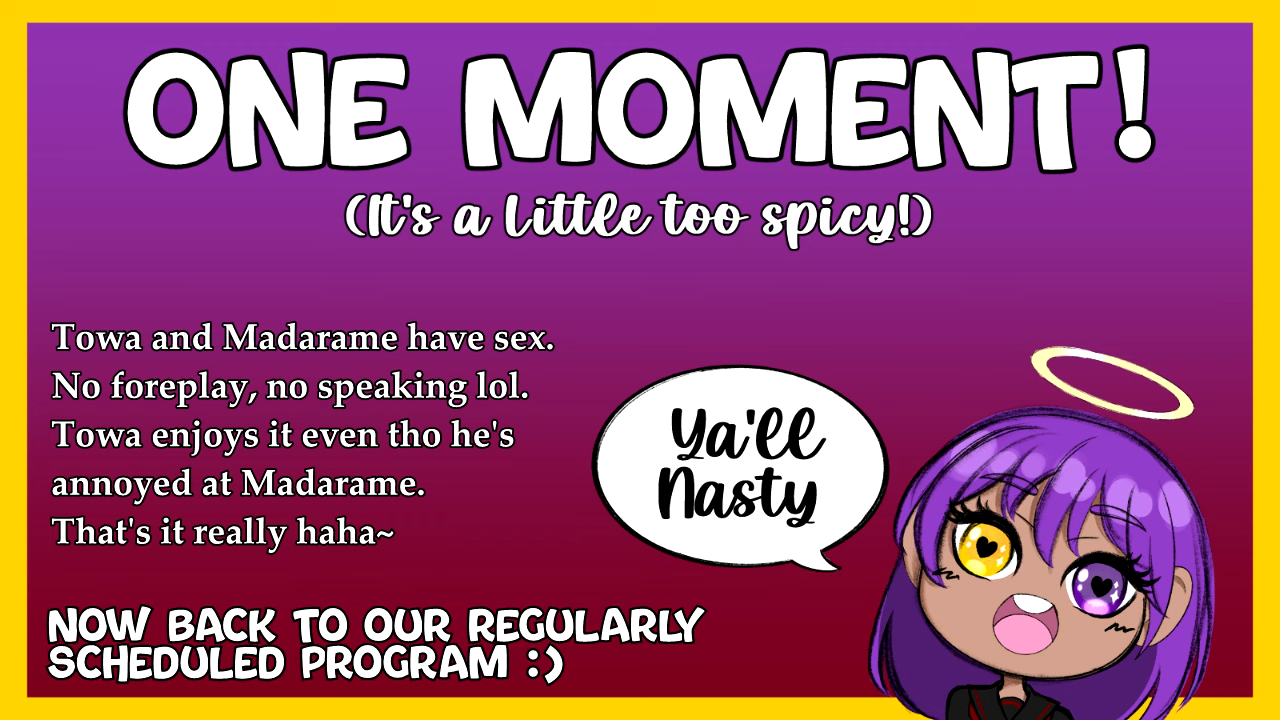 ONE MOMENT!
(It's a little too spicy!)
Towa and Madarame have sex.
No foreplay, no speaking lol.
Towa enjoys it even tho he's
annoyed at Madarame.
That's it really haha~
Ya'll
Nasty
NOW BACK TO OUR REGULARLY
SCHEDULED PROGRAM :)